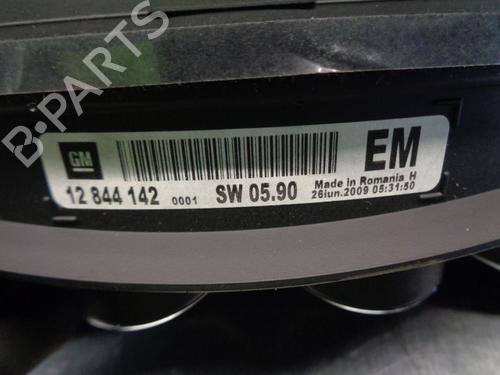 B-PARTS
GM
EM
12 844 142 0001 SW 05.90 Made in Romania H
26iun.2009 05:31:50